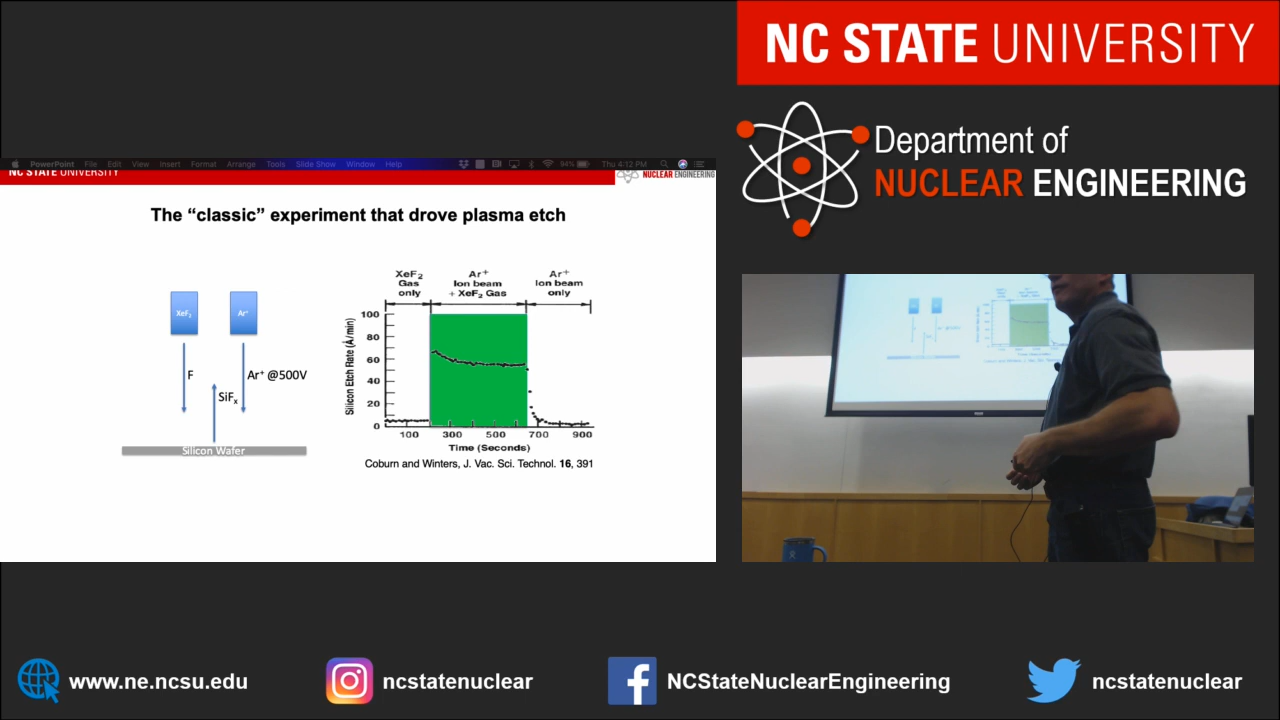 NC STATE UNIVERSITY
Department of
NUCLEAR ENGINEERING
PowerPoint File Edit View Insert Format Arrange Tools Slide Show Window Help 94% Thu 4:12 PM
NC STATE UNIVERSITY
NUCLEAR ENGINEERING
The “classic” experiment that drove plasma etch
XeF2
Ar+
F
Ar+ @500V
SiFx
Silicon Wafer
XeF2
Gas
only
Ar+
Ion beam
+ XeF2 Gas
Ar+
Ion beam
only
Silicon Etch Rate (Å/min)
100
80
60
40
20
0
100 300 500 700 900
Time (Seconds)
Coburn and Winters, J. Vac. Sci. Technol. 16, 391
www.ne.ncsu.edu
ncstatenuclear
NCStateNuclearEngineering
ncstatenuclear